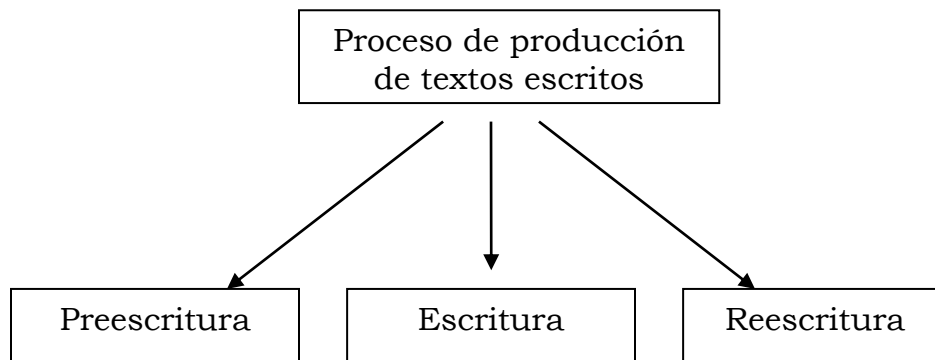 Proceso de producción
de textos escritos
Preescritura
Escritura
Reescritura